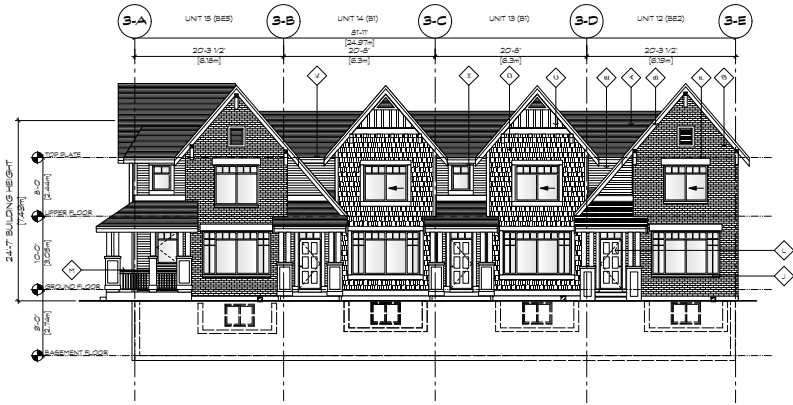 3-A
UNIT 15 (BE5)
3-B
UNIT 14 (B1)
3-C
UNIT 13 (B1)
3-D
UNIT 12 (BE2)
3-E
81'-11"
[24.97m]
20'-3 1/2"
[6.18m]
20'-8"
[6.3m]
20'-8"
[6.3m]
20'-3 1/2"
[6.19m]
K
H
D
C
E
A
B
F
G
TOP PLATE
8'-0"
[2.44m]
24'-7" BUILDING HEIGHT
[7.49m]
UPPER FLOOR
10'-0"
[3.05m]
M
L
J
GROUND FLOOR
9'-0"
[2.74m]
BASEMENT FLOOR